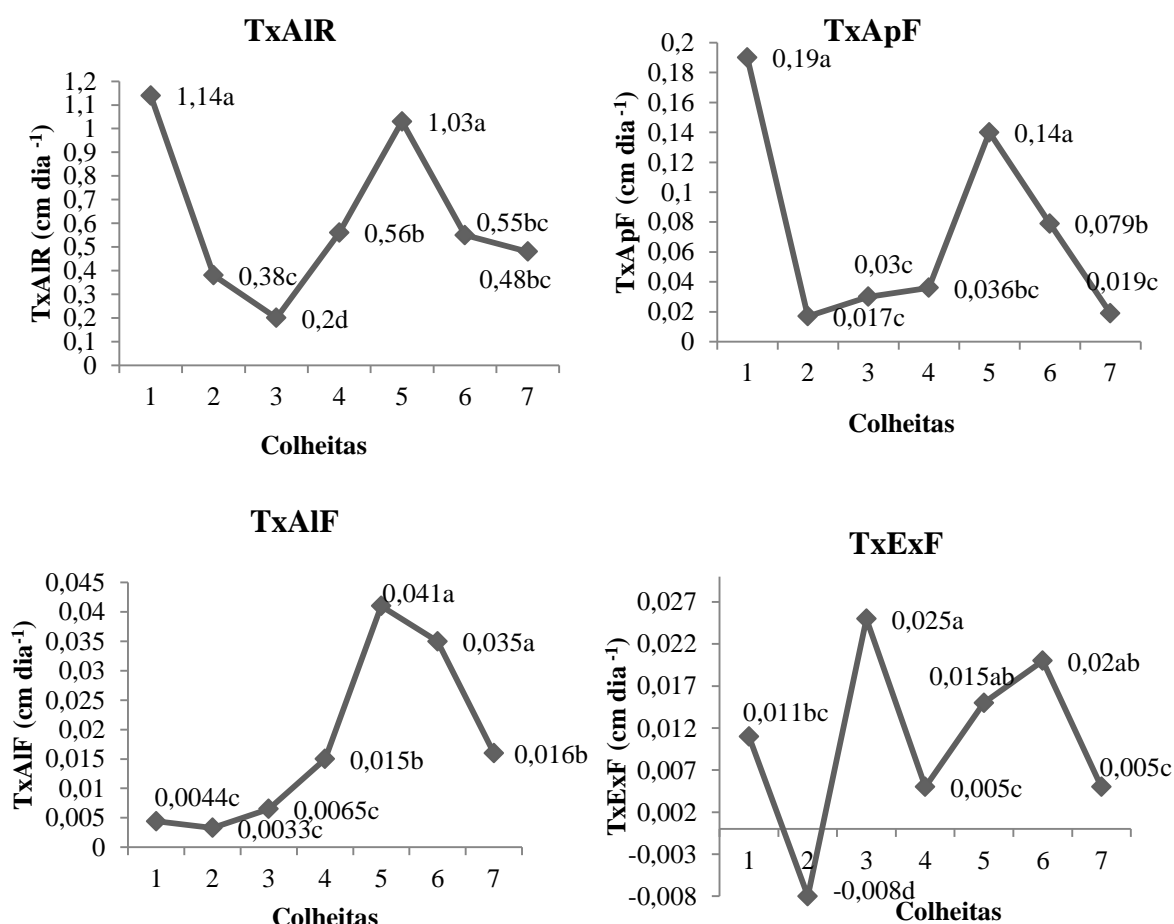 TxAlR
TxAlR (cm dia -1)
1,2
1,1
1
0,9
0,8
0,7
0,6
0,5
0,4
0,3
0,2
0,1
0
1,14a
0,38c
0,2d
0,56b
1,03a
0,55bc
0,48bc
1 2 3 4 5 6 7
Colheitas
TxApF
TxApF (cm dia -1)
0,2
0,18
0,16
0,14
0,12
0,1
0,08
0,06
0,04
0,02
0
0,19a
0,017c
0,03c
0,036bc
0,14a
0,079b
0,019c
1 2 3 4 5 6 7
Colheitas
TxAlF
TxAlF (cm dia-1)
0,045
0,04
0,035
0,03
0,025
0,02
0,015
0,01
0,005
0
0,0044c
0,0033c
0,0065c
0,015b
0,041a
0,035a
0,016b
1 2 3 4 5 6 7
Colheitas
TxExF
TxExF (cm dia -1)
0,027
0,022
0,017
0,012
0,007
0,002
-0,003
-0,008
0,011bc
-0,008d
0,025a
0,005c
0,015ab
0,02ab
0,005c
1 2 3 4 5 6 7
Colheitas